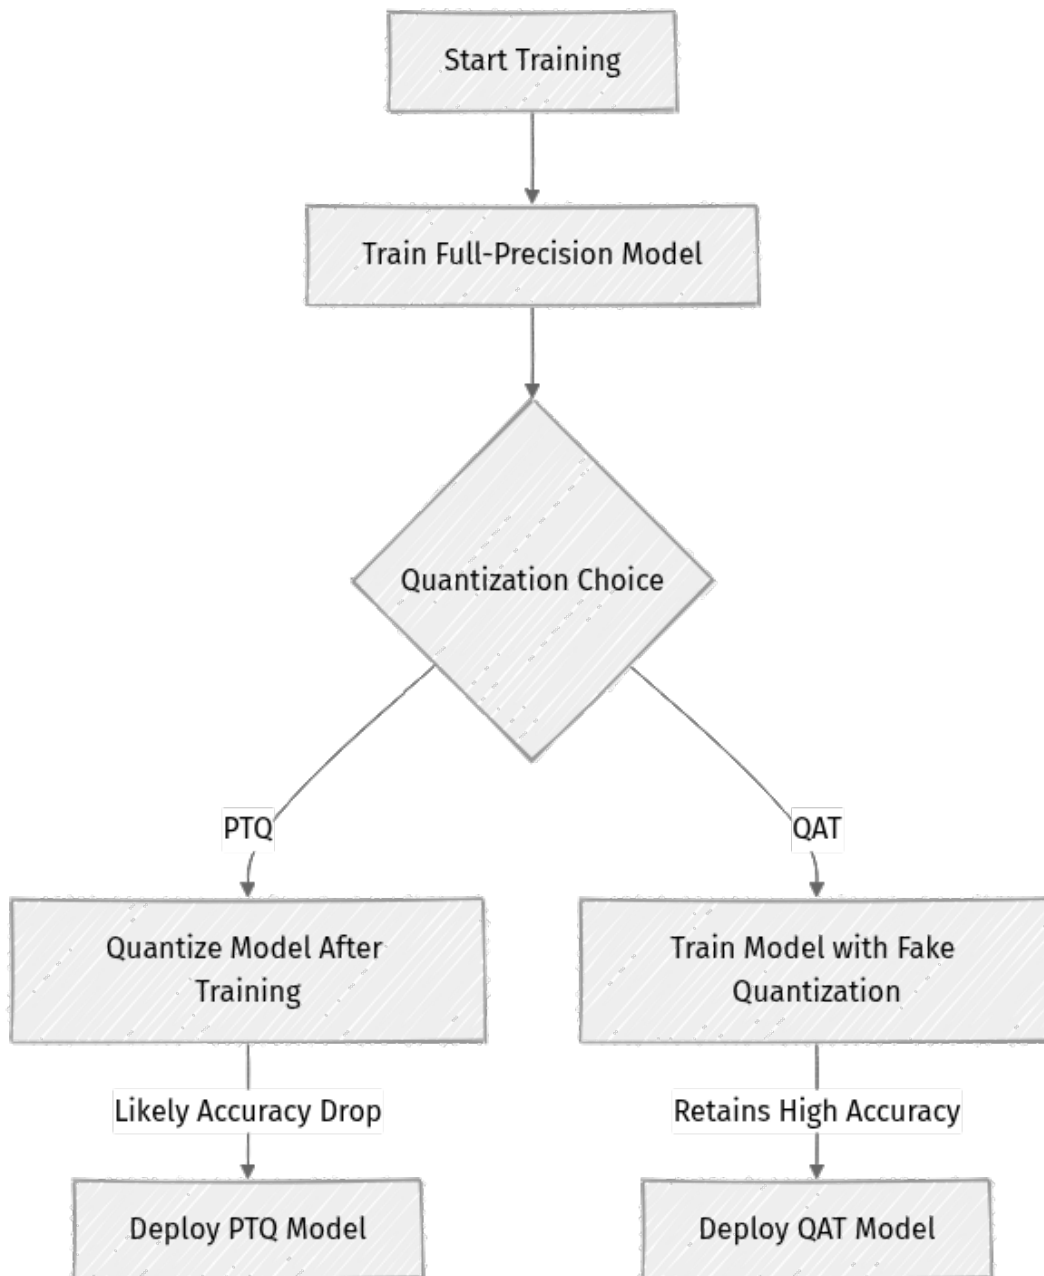 Start Training
Train Full-Precision Model
Quantization Choice
PTQ
QAT
Quantize Model After
Training
Train Model with Fake
Quantization
Likely Accuracy Drop
Retains High Accuracy
Deploy PTQ Model
Deploy QAT Model